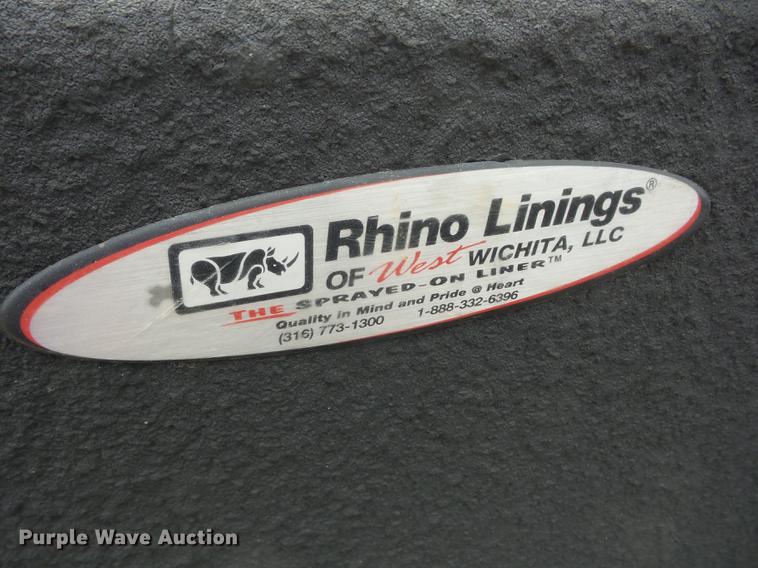 Rhino Linings®
OF West WICHITA, LLC
THE SPRAYED-ON LINER™
Quality in Mind and Pride @ Heart
(316) 773-1300 1-888-332-6396
Purple Wave Auction